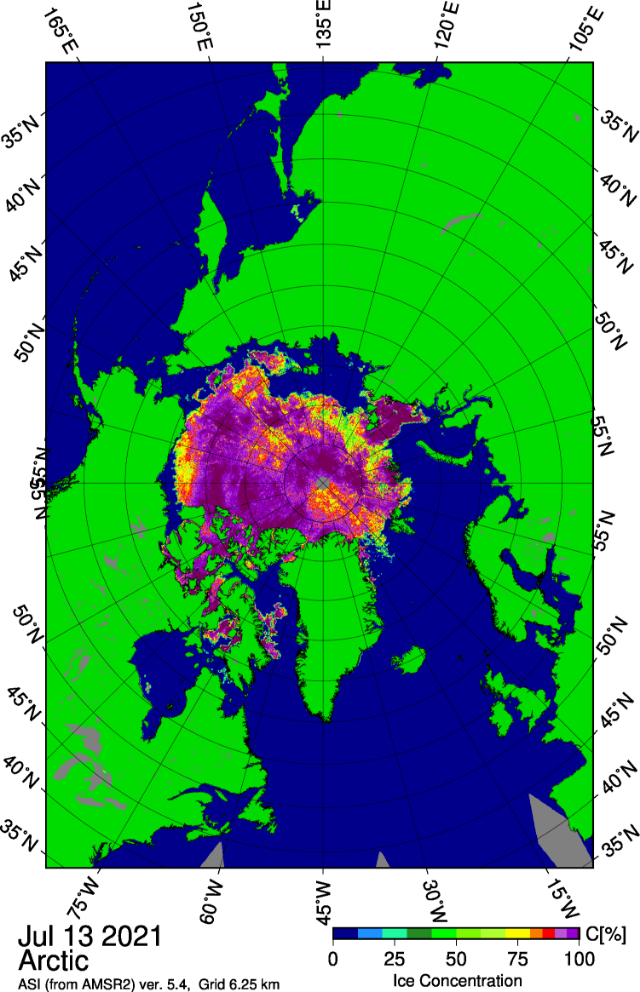 165°E
150°E
135°E
120°E
105°E
35°N
40°N
45°N
50°N
55°N
55°N
50°N
45°N
40°N
35°N
35°N
40°N
45°N
50°N
55°N
55°N
50°N
45°N
40°N
35°N
75°W
60°W
45°W
30°W
15°W
Jul 13 2021
Arctic
ASI (from AMSR2) ver. 5.4, Grid 6.25 km
C[%]
0 25 50 75 100
Ice Concentration